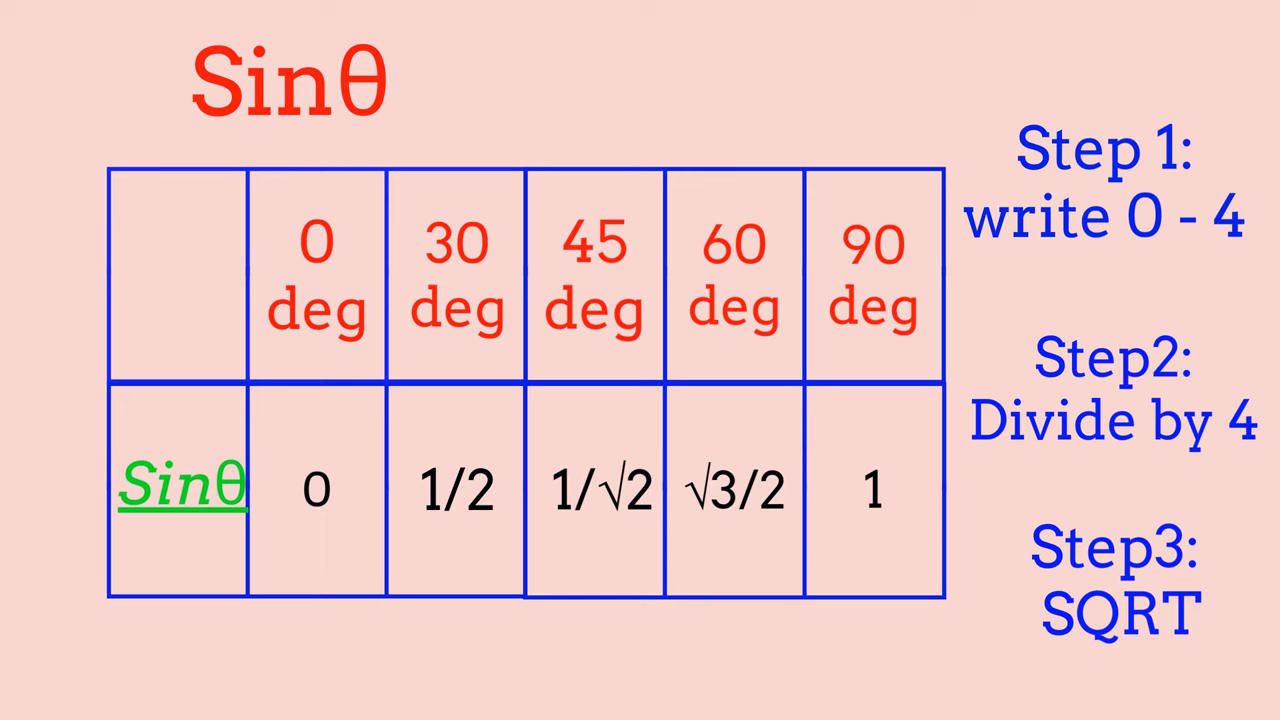 Sinθ
Step 1:
write 0 - 4
0 30 45 60 90
deg deg deg deg deg
Step2:
Divide by 4
Sinθ 0 1/2 1/√2 √3/2 1
Step3:
SQRT